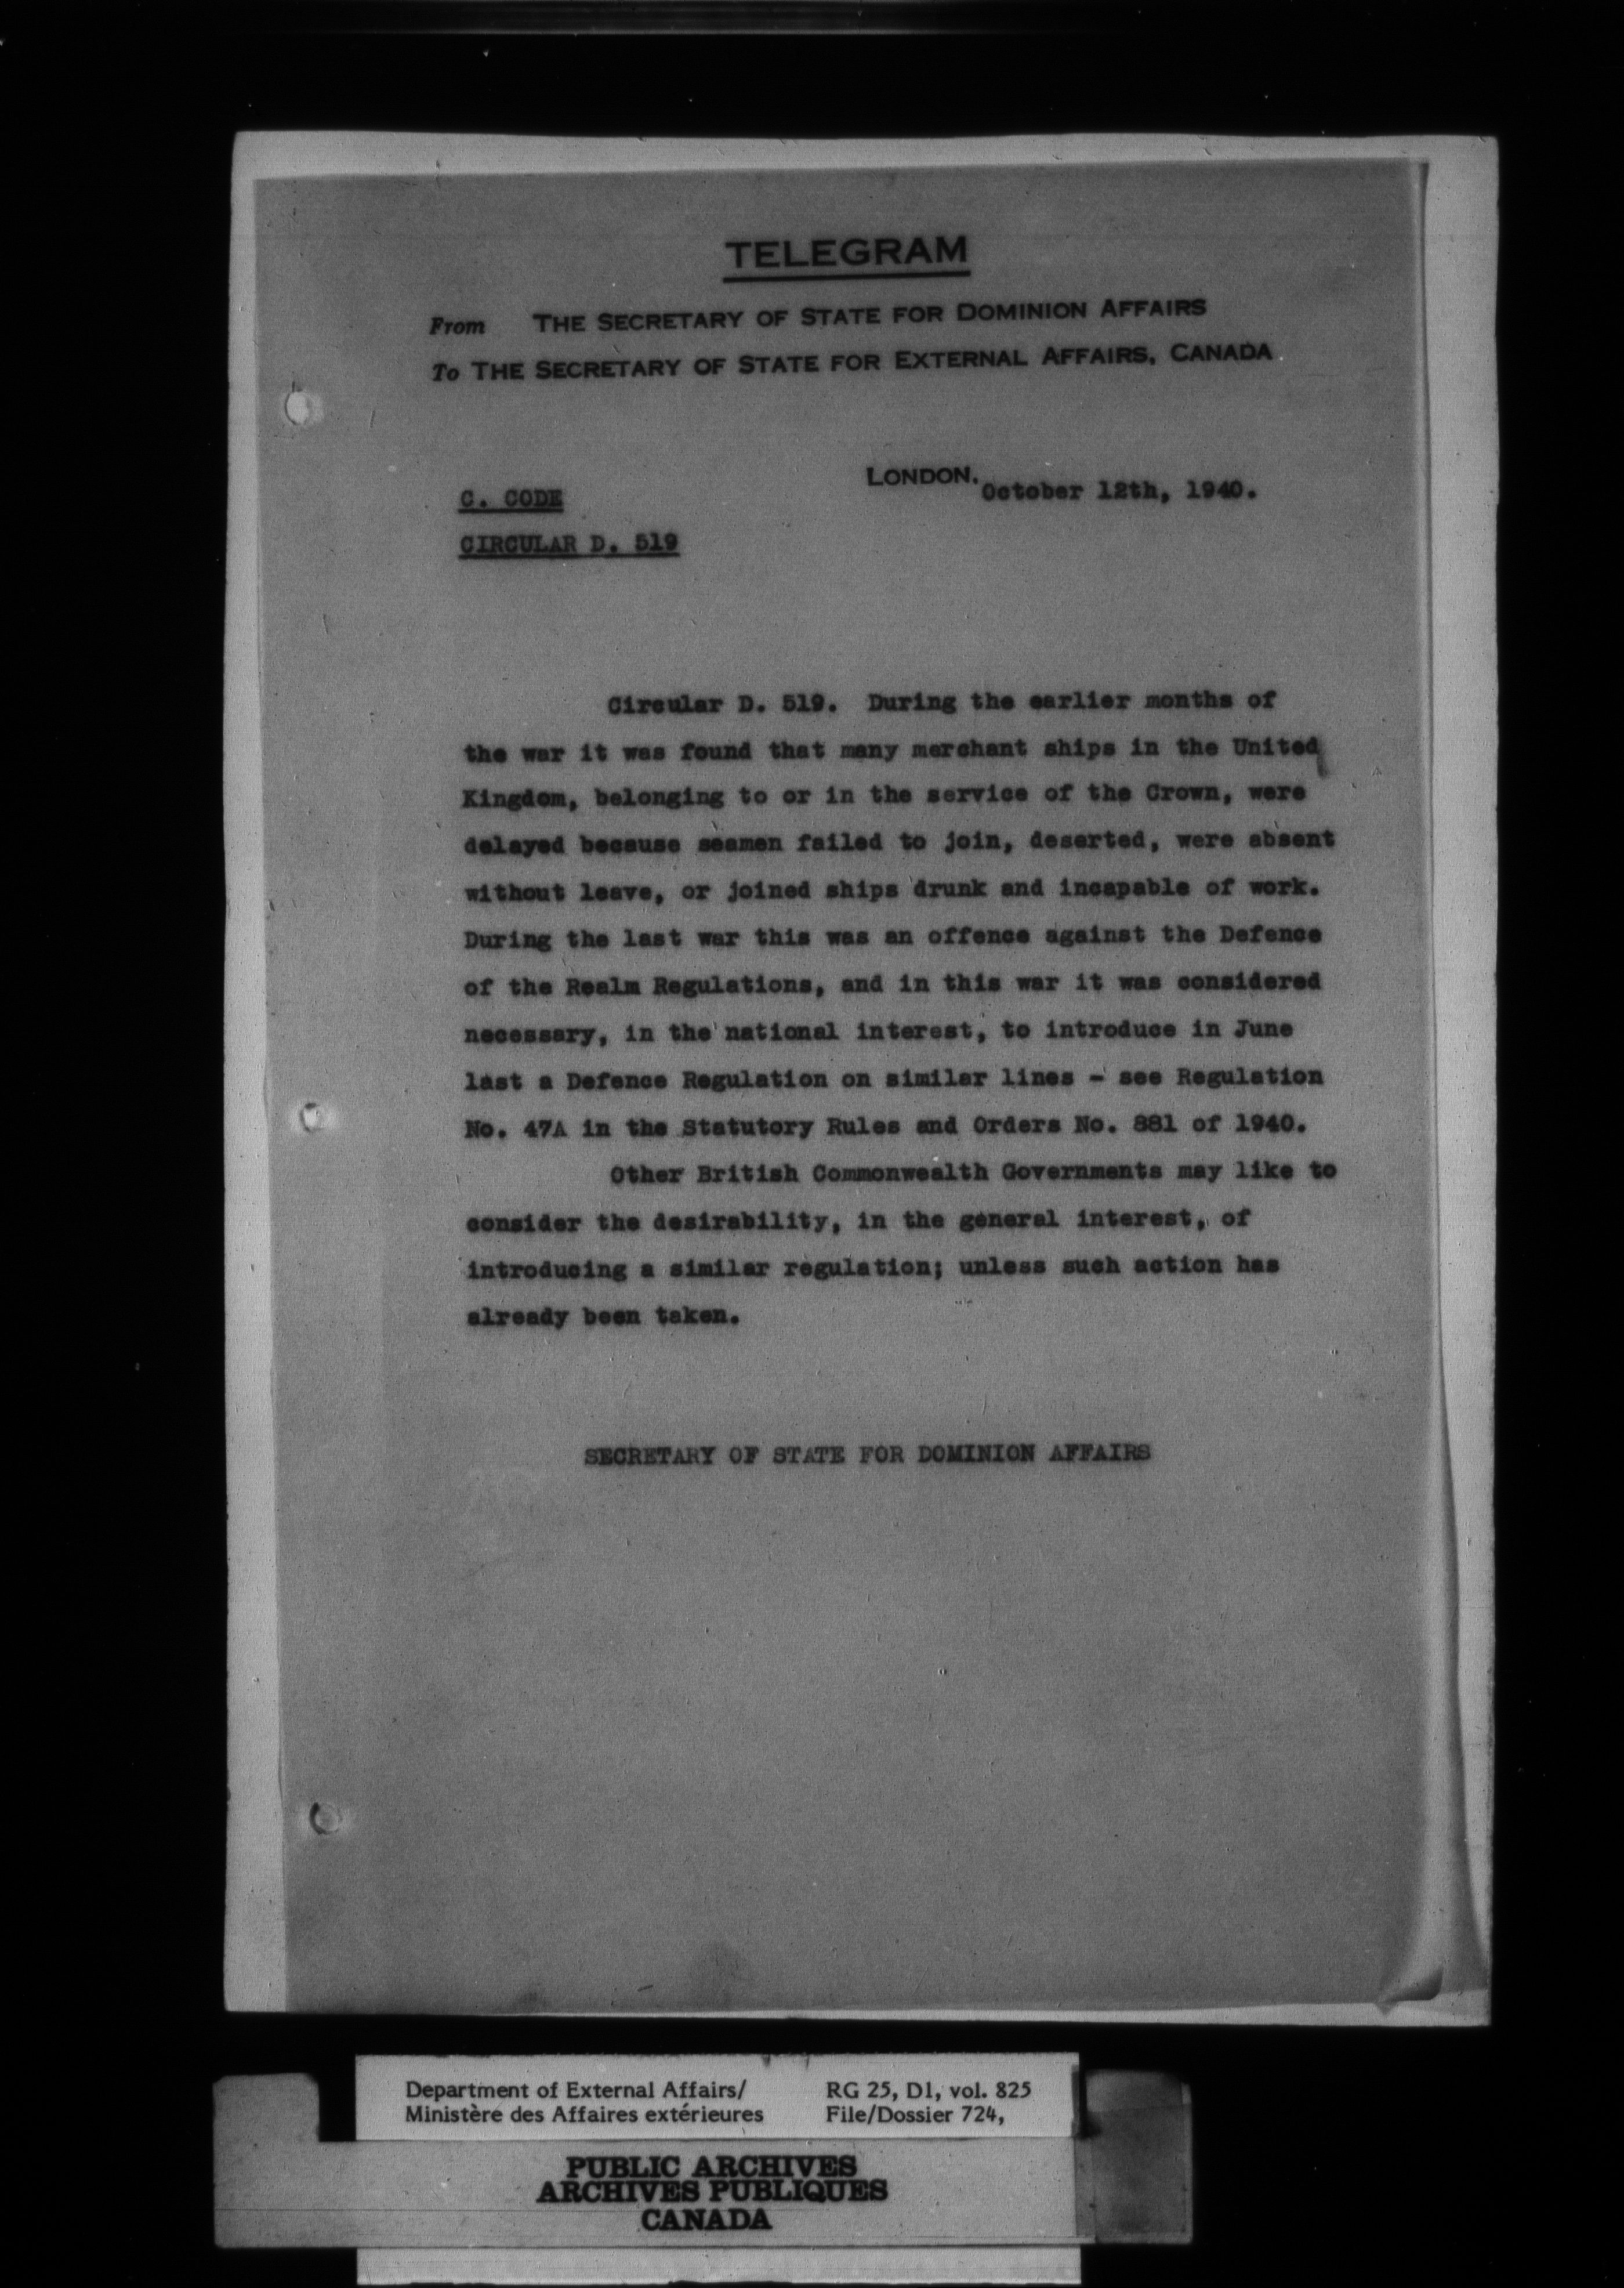 TELEGRAM
From THE SECRETARY OF STATE FOR DOMINION AFFAIRS
To THE SECRETARY OF STATE FOR EXTERNAL AFFAIRS, CANADA.
LONDON, October 12th, 1940.
C. CODE
CIRCULAR D. 519
Circular D. 519. During the earlier months of
the war it was found that many merchant ships in the United
Kingdom, belonging to or in the service of the Crown, were
delayed because seamen failed to join, deserted, were absent
without leave, or joined ships drunk and incapable of work.
During the last war this was an offence against the Defence
of the Realm Regulations, and in this war it was considered
necessary, in the national interest, to introduce in June
last a Defence Regulation on similar lines - see Regulation
No. 47A in the Statutory Rules and Orders No. 881 of 1940.
Other British Commonwealth Governments may like to
consider the desirability, in the general interest, of
introducing a similar regulation; unless such action has
already been taken.
SECRETARY OF STATE FOR DOMINION AFFAIRS
Department of External Affairs/ RG 25, D1, vol. 825
Ministère des Affaires extérieures File/Dossier 724,
PUBLIC ARCHIVES
ARCHIVES PUBLIQUES
CANADA